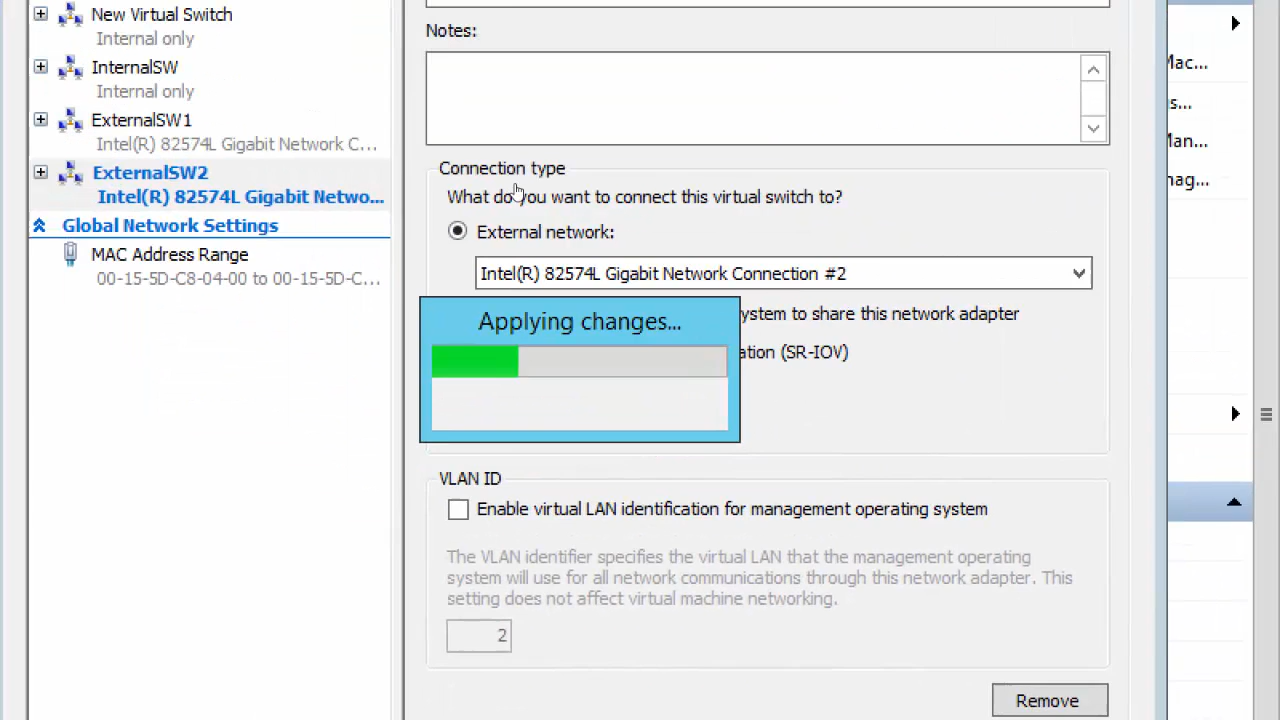 New Virtual Switch
Internal only
InternalSW
Internal only
ExternalSW1
Intel(R) 82574L Gigabit Network C...
ExternalSW2
Intel(R) 82574L Gigabit Netwo...
Global Network Settings
MAC Address Range
00-15-5D-C8-04-00 to 00-15-5D-C...
Notes:
Connection type
What do you want to connect this virtual switch to?
External network:
Intel(R) 82574L Gigabit Network Connection #2
ystem to share this network adapter
ation (SR-IOV)
Applying changes...
VLAN ID
Enable virtual LAN identification for management operating system
The VLAN identifier specifies the virtual LAN that the management operating
system will use for all network communications through this network adapter. This
setting does not affect virtual machine networking.
2
Remove
Mac...
s...
Man...
nag...